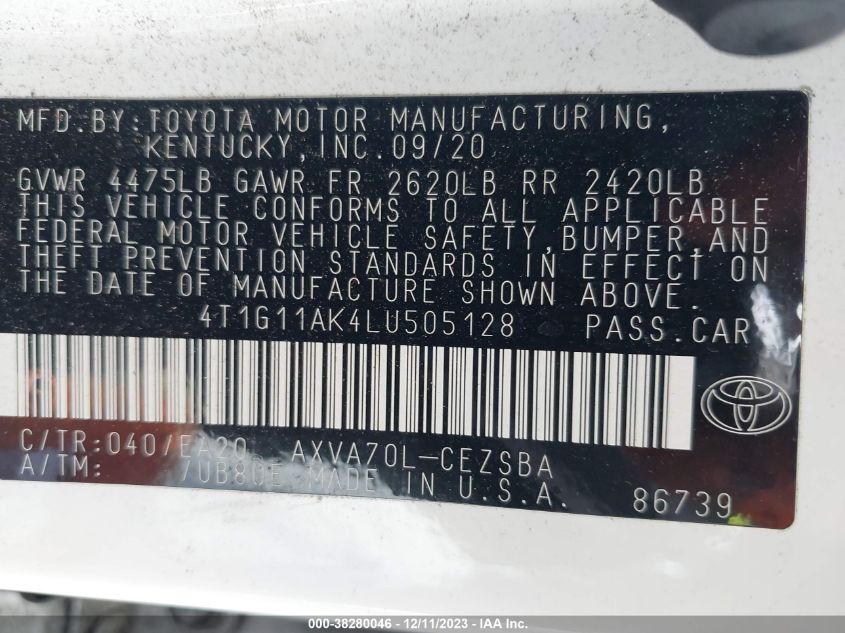 MFD.BY:TOYOTA MOTOR MANUFACTURING,
KENTUCKY,INC.09/20
GVWR 4475LB GAWR FR 2620LB RR 2420LB
THIS VEHICLE CONFORMS TO ALL APPLICABLE
FEDERAL MOTOR VEHICLE SAFETY,BUMPER,AND
THEFT PREVENTION STANDARDS IN EFFECT ON
THE DATE OF MANUFACTURE SHOWN ABOVE.
4T1G11AK4LU505128 PASS.CAR
C/TR:040/EA20 AXVA70L-CEZSBA
A/TM: /UB80E MADE IN U.S.A. 86739
000-38280046 - 12/11/2023 - IAA Inc.